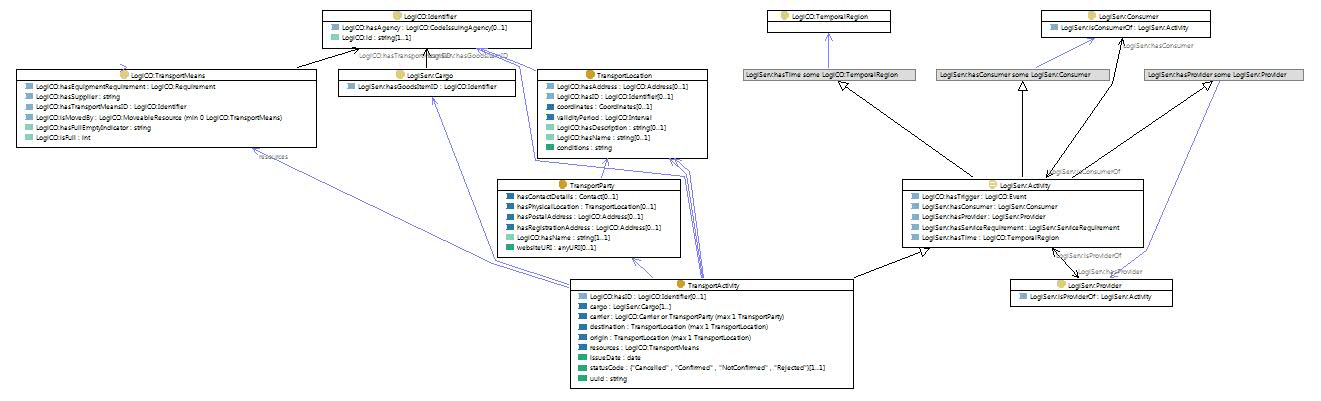 LogiCO:Identifier
LogiCO:hasAgency : LogiCO:CodeIssuingAgency[0..1]
LogiCO:id : string[1..1]
LogiCO:TemporalRegion
LogiServ:Consumer
LogiServ:isConsumerOf : LogiServ:Activity
LogiServ:hasConsumer
LogiCO:TransportMeans
LogiCO:hasEquipmentRequirement : LogiCO:Requirement
LogiCO:hasSupplier : string
LogiCO:hasTransportMeansID : LogiCO:Identifier
LogiCO:isMovedBy : LogiCO:MoveableResource (min 0 LogiCO:TransportMeans)
LogiCO:hasFullEmptyIndicator : string
LogiCO:isFull : int
LogiServ:Cargo
LogiServ:hasGoodsItemID : LogiCO:Identifier
TransportLocation
LogiCO:hasAddress : LogiCO:Address[0..1]
LogiCO:hasID : LogiCO:Identifier[0..1]
coordinates : Coordinates[0..1]
validityPeriod : LogiCO:Interval
LogiCO:hasDescription : string[0..1]
LogiCO:hasName : string[0..1]
conditions : string
LogiServ:hasTime some LogiCO:TemporalRegion
LogiServ:hasConsumer some LogiServ:Consumer
LogiServ:hasProvider some LogiServ:Provider
resources
TransportParty
hasContactDetails : Contact[0..1]
hasPhysicalLocation : TransportLocation[0..1]
hasPostalAddress : LogiCO:Address[0..1]
hasRegistrationAddress : LogiCO:Address[0..1]
LogiCO:hasName : string[1..1]
websiteURI : anyURI[0..1]
LogiServ:isConsumerOf
LogiServ:Activity
LogiCO:hasTrigger : LogiCO:Event
LogiServ:hasConsumer : LogiServ:Consumer
LogiServ:hasProvider : LogiServ:Provider
LogiServ:hasServiceRequirement : LogiServ:ServiceRequirement
LogiServ:hasTime : LogiCO:TemporalRegion
LogiServ:isProviderOf
LogiServ:hasProvider
TransportActivity
LogiCO:hasID : LogiCO:Identifier[0..1]
cargo : LogiServ:Cargo[1..]
carrier : LogiCO:Carrier or TransportParty (max 1 TransportParty)
destination : TransportLocation (max 1 TransportLocation)
origin : TransportLocation (max 1 TransportLocation)
resources : LogiCO:TransportMeans
issueDate : date
statusCode : {"Cancelled" , "Confirmed" , "NotConfirmed" , "Rejected"}[1..1]
uuid : string
LogiServ:Provider
LogiServ:isProviderOf : LogiServ:Activity